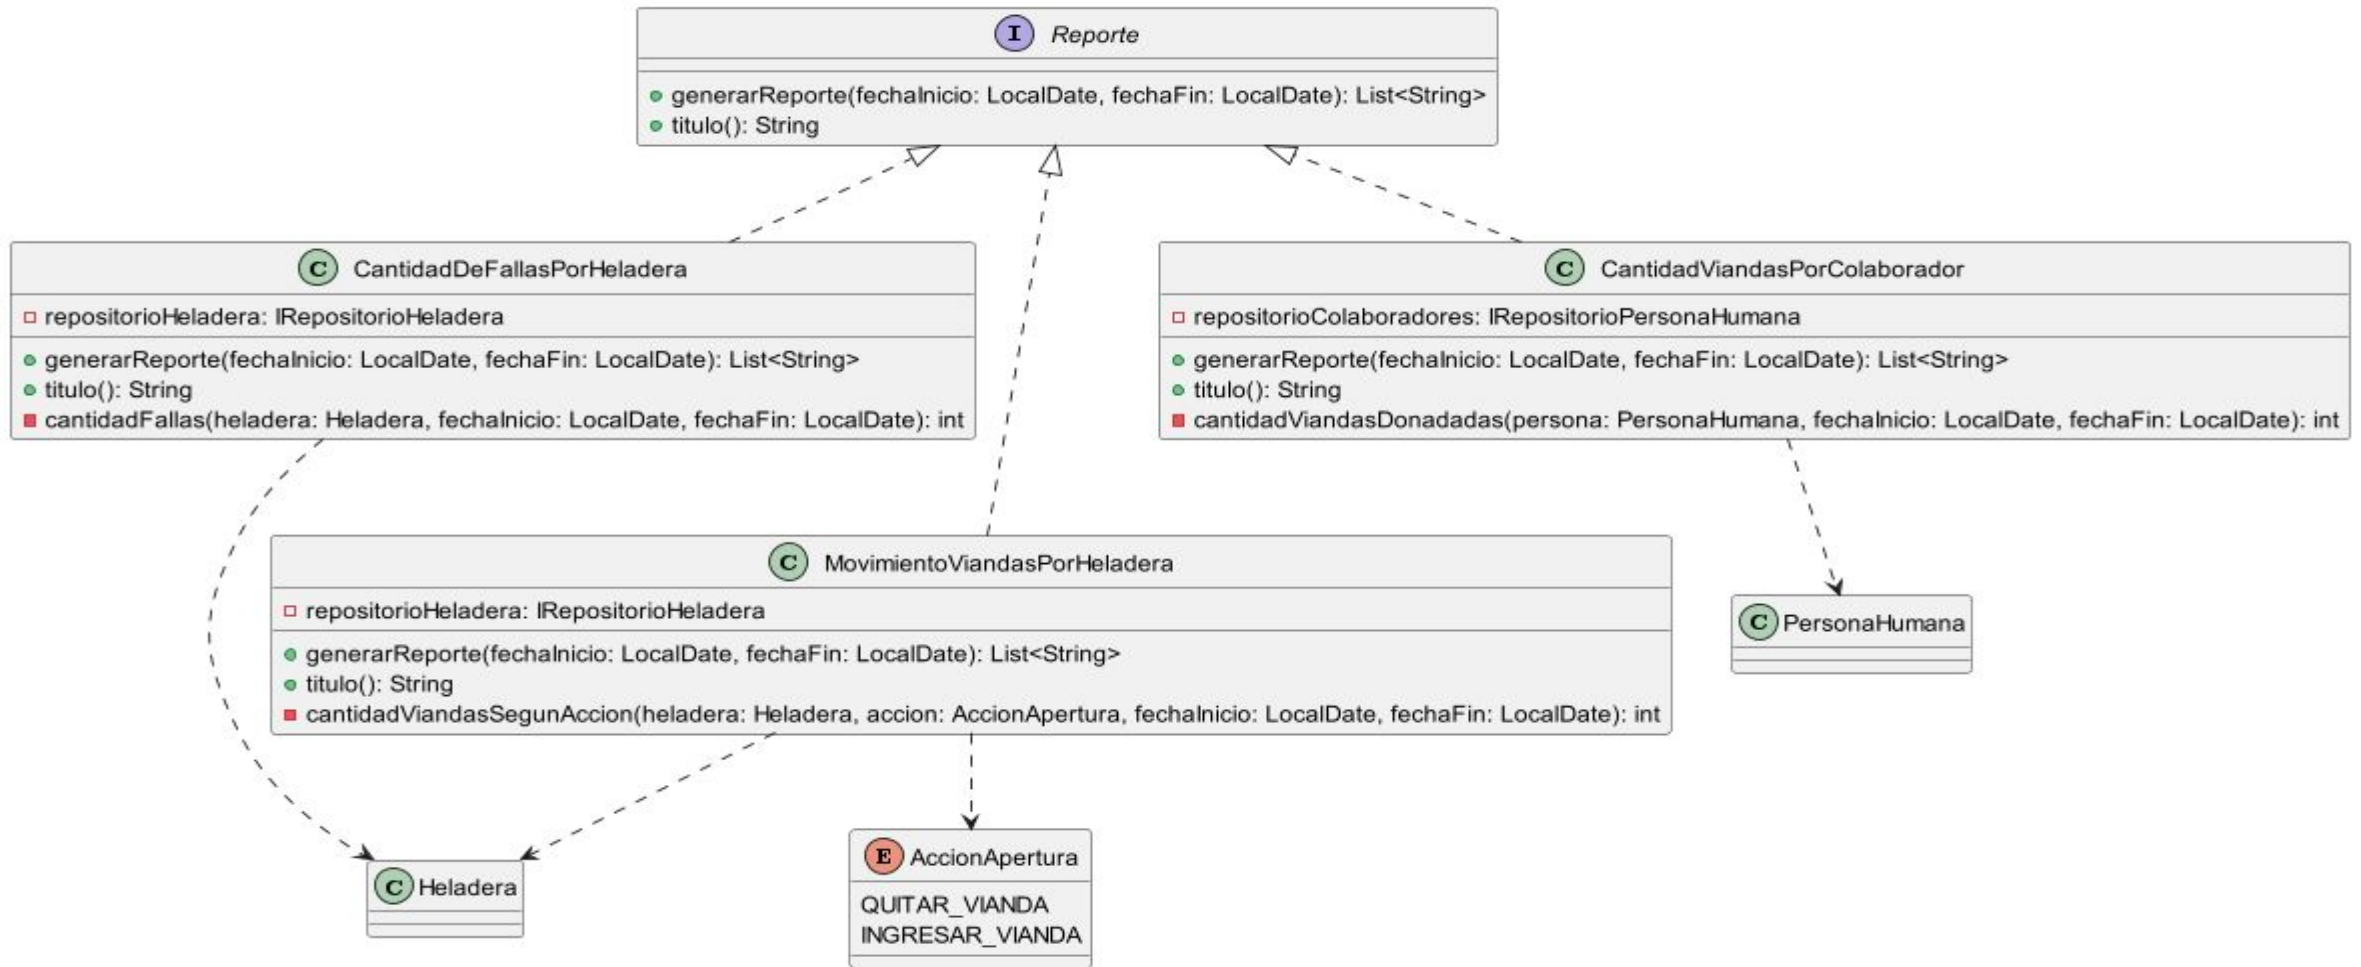 I Reporte
generarReporte(fechaInicio: LocalDate, fechaFin: LocalDate): List<String>
titulo(): String
C CantidadDeFallasPorHeladera
repositorioHeladera: IRepositorioHeladera
generarReporte(fechaInicio: LocalDate, fechaFin: LocalDate): List<String>
titulo(): String
cantidadFallas(heladera: Heladera, fechaInicio: LocalDate, fechaFin: LocalDate): int
C CantidadViandasPorColaborador
repositorioColaboradores: IRepositorioPersonaHumana
generarReporte(fechaInicio: LocalDate, fechaFin: LocalDate): List<String>
titulo(): String
cantidadViandasDonadadas(persona: PersonaHumana, fechaInicio: LocalDate, fechaFin: LocalDate): int
C MovimientoViandasPorHeladera
repositorioHeladera: IRepositorioHeladera
generarReporte(fechaInicio: LocalDate, fechaFin: LocalDate): List<String>
titulo(): String
cantidadViandasSegunAccion(heladera: Heladera, accion: AccionApertura, fechaInicio: LocalDate, fechaFin: LocalDate): int
C PersonaHumana
C Heladera
E AccionApertura
QUITAR_VIANDA
INGRESAR_VIANDA